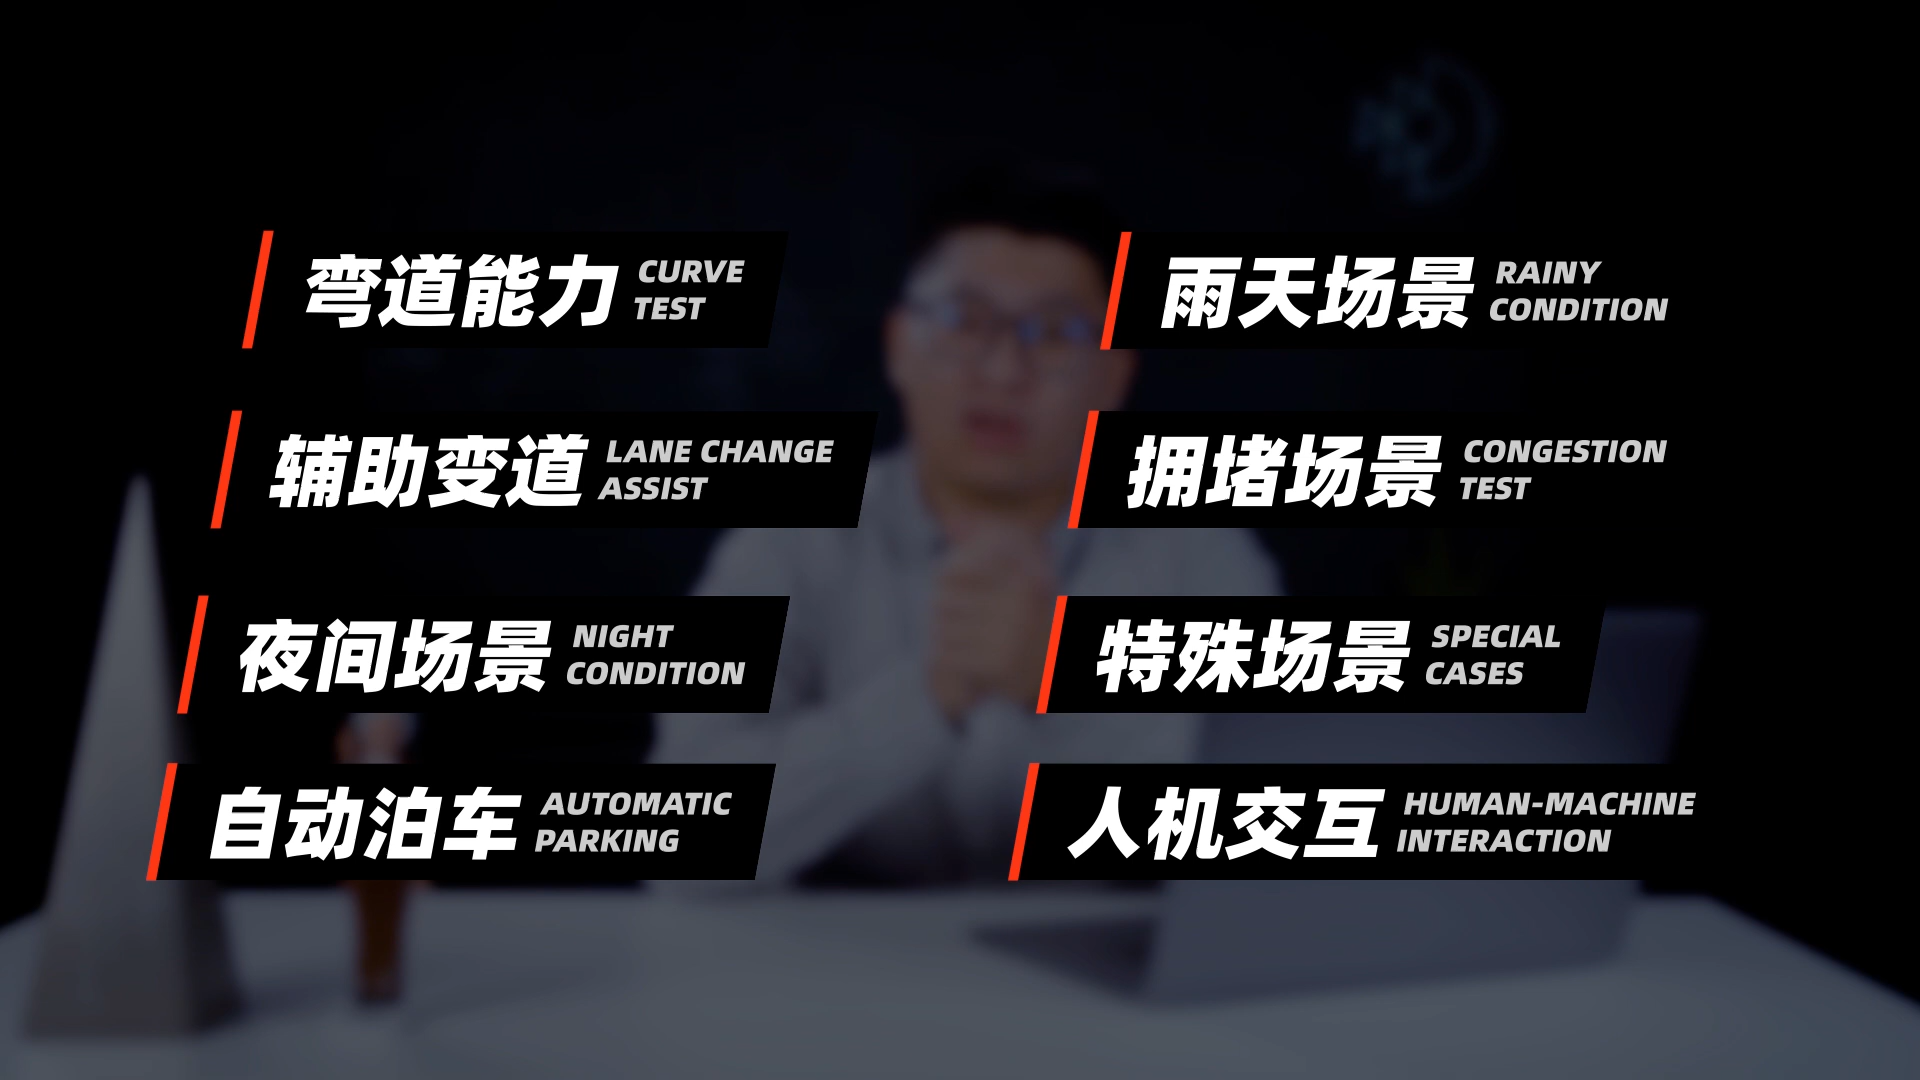 弯道能力
CURVE
TEST
雨天场景
RAINY
CONDITION
辅助变道
LANE CHANGE
ASSIST
拥堵场景
CONGESTION
TEST
夜间场景
NIGHT
CONDITION
特殊场景
SPECIAL
CASES
自动泊车
AUTOMATIC
PARKING
人机交互
HUMAN-MACHINE
INTERACTION